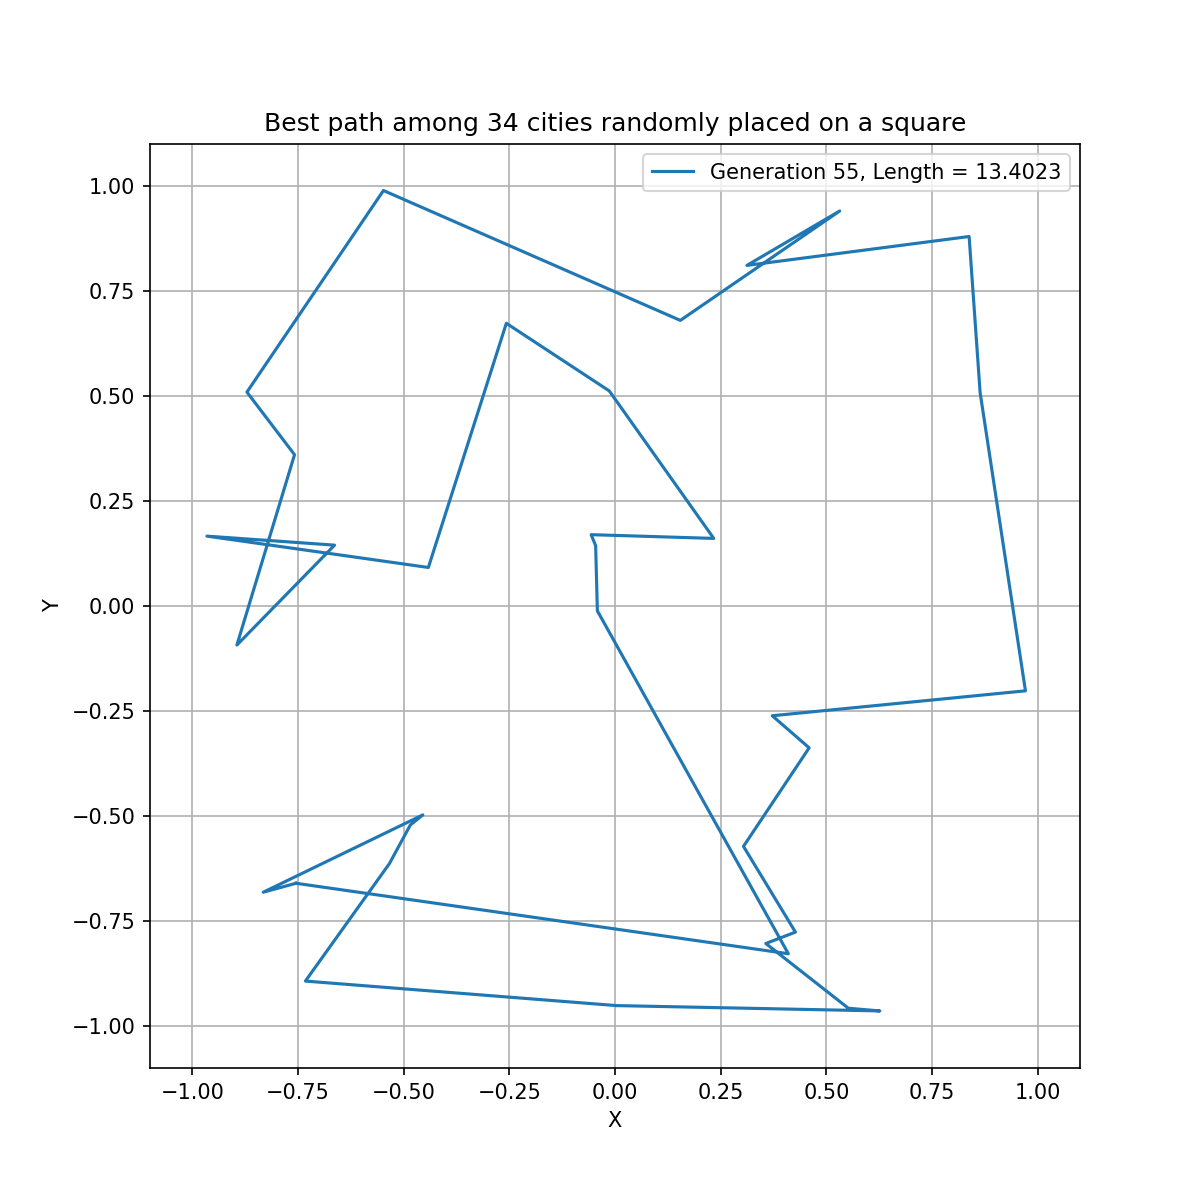 Best path among 34 cities randomly placed on a square
Generation 55, Length = 13.4023
1.00
0.75
0.50
0.25
0.00
−0.25
−0.50
−0.75
−1.00
Y
−1.00 −0.75 −0.50 −0.25 0.00 0.25 0.50 0.75 1.00
X